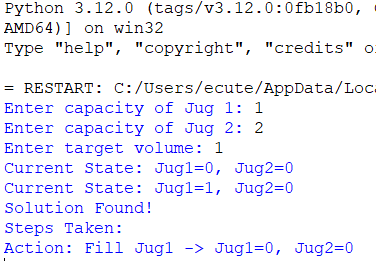 Python 3.12.0 (tags/v3.12.0:0fb18b0,
AMD64)] on win32
Type "help", "copyright", "credits"
= RESTART: C:/Users/ecute/AppData/
Enter capacity of Jug 1: 1
Enter capacity of Jug 2: 2
Enter target volume: 1
Current State: Jug1=0, Jug2=0
Current State: Jug1=1, Jug2=0
Solution Found!
Steps Taken:
Action: Fill Jug1 -> Jug1=0, Jug2=0